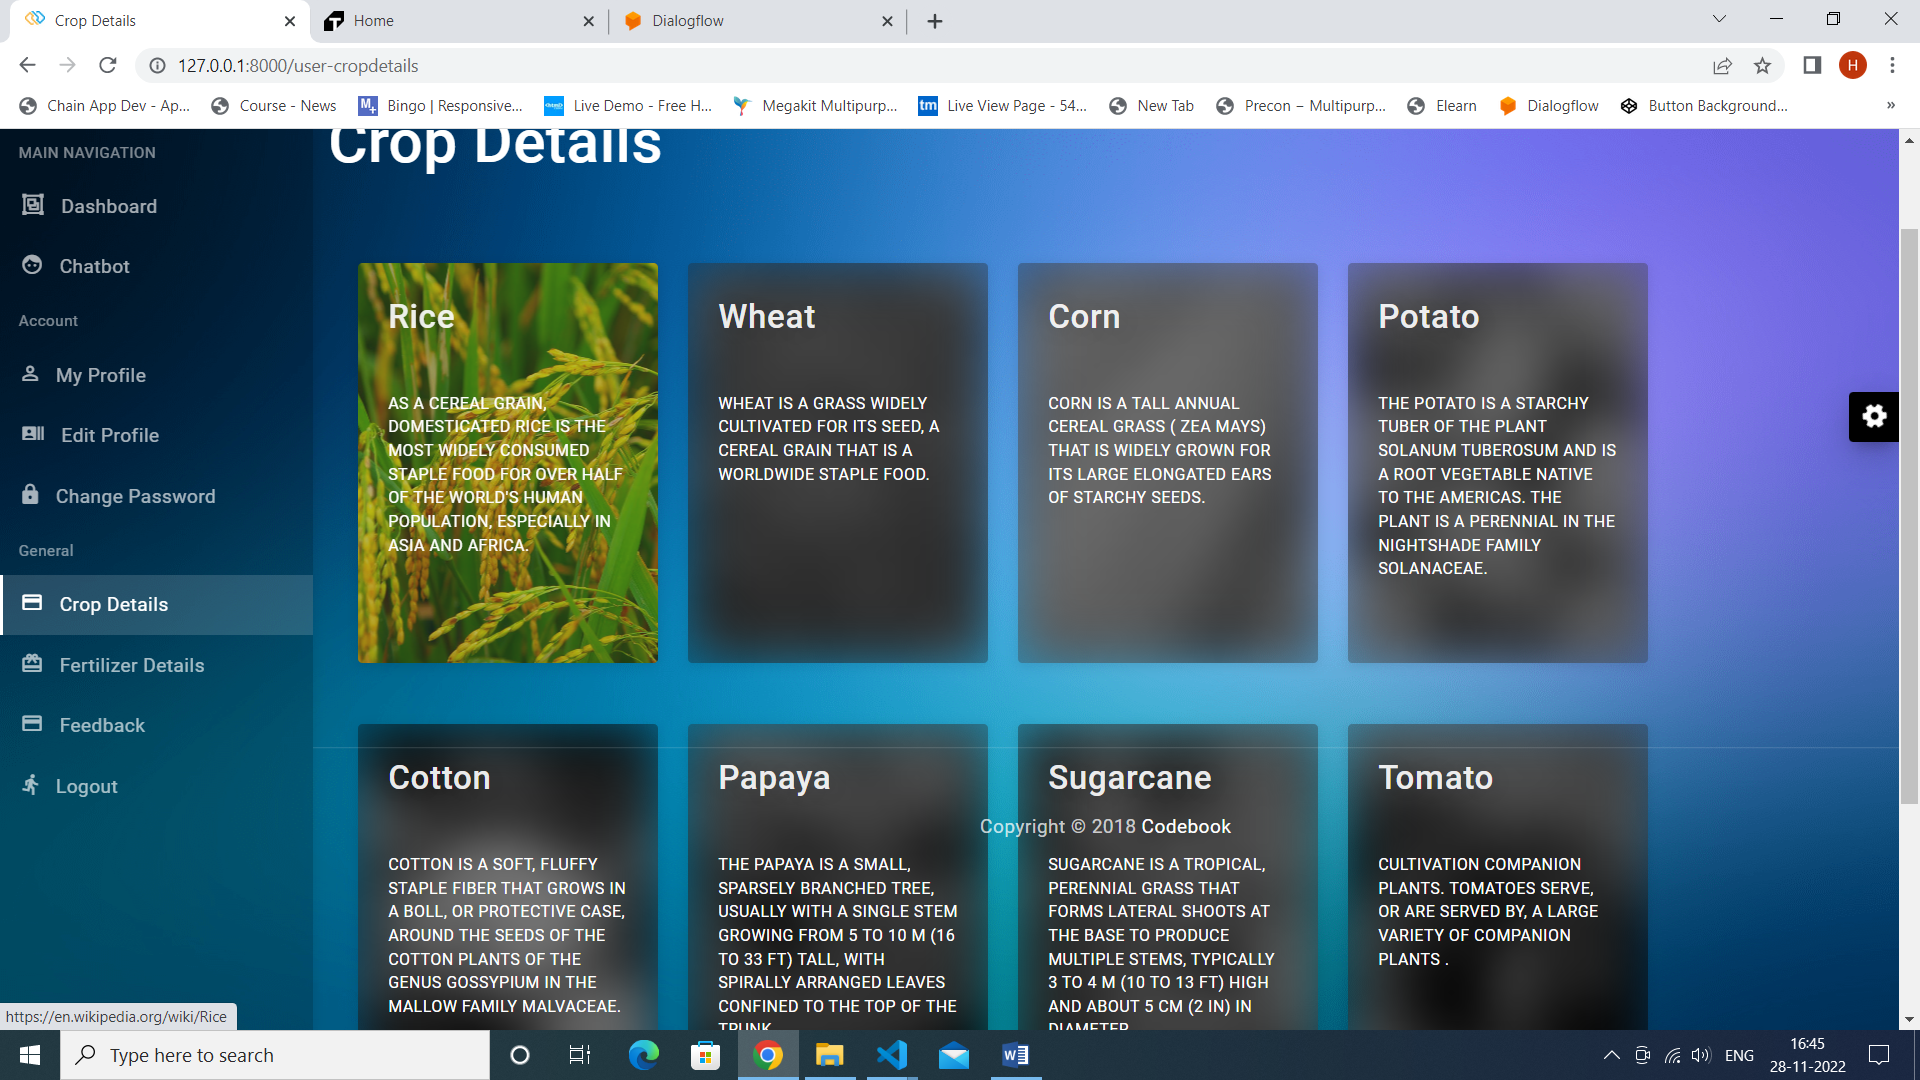 Crop Details
Home
Dialogflow
127.0.0.1:8000/user-cropdetails
H
Chain App Dev - Ap...
Course - News
M+
Bingo | Responsive...
Live Demo - Free H...
Megakit Multipurp...
tm
Live View Page - 54...
New Tab
Precon – Multipurp...
Elearn
Dialogflow
Button Background...
»
MAIN NAVIGATION
Dashboard
Chatbot
Account
My Profile
Edit Profile
Change Password
General
Crop Details
Fertilizer Details
Feedback
Logout
Crop Details
Rice
AS A CEREAL GRAIN,
DOMESTICATED RICE IS THE
MOST WIDELY CONSUMED
STAPLE FOOD FOR OVER HALF
OF THE WORLD'S HUMAN
POPULATION, ESPECIALLY IN
ASIA AND AFRICA.
Wheat
WHEAT IS A GRASS WIDELY
CULTIVATED FOR ITS SEED, A
CEREAL GRAIN THAT IS A
WORLDWIDE STAPLE FOOD.
Corn
CORN IS A TALL ANNUAL
CEREAL GRASS ( ZEA MAYS)
THAT IS WIDELY GROWN FOR
ITS LARGE ELONGATED EARS
OF STARCHY SEEDS.
Potato
THE POTATO IS A STARCHY
TUBER OF THE PLANT
SOLANUM TUBEROSUM AND IS
A ROOT VEGETABLE NATIVE
TO THE AMERICAS. THE
PLANT IS A PERENNIAL IN THE
NIGHTSHADE FAMILY
SOLANACEAE.
Cotton
COTTON IS A SOFT, FLUFFY
STAPLE FIBER THAT GROWS IN
A BOLL, OR PROTECTIVE CASE,
AROUND THE SEEDS OF THE
COTTON PLANTS OF THE
GENUS GOSSYPIUM IN THE
MALLOW FAMILY MALVACEAE.
Papaya
THE PAPAYA IS A SMALL,
SPARSELY BRANCHED TREE,
USUALLY WITH A SINGLE STEM
GROWING FROM 5 TO 10 M (16
TO 33 FT) TALL, WITH
SPIRALLY ARRANGED LEAVES
CONFINED TO THE TOP OF THE
TRUNK
Sugarcane
SUGARCANE IS A TROPICAL,
PERENNIAL GRASS THAT
FORMS LATERAL SHOOTS AT
THE BASE TO PRODUCE
MULTIPLE STEMS, TYPICALLY
3 TO 4 M (10 TO 13 FT) HIGH
AND ABOUT 5 CM (2 IN) IN
DIAMETER
Tomato
CULTIVATION COMPANION
PLANTS. TOMATOES SERVE,
OR ARE SERVED BY, A LARGE
VARIETY OF COMPANION
PLANTS .
Copyright © 2018 Codebook
https://en.wikipedia.org/wiki/Rice
Type here to search
ENG
16:45
28-11-2022